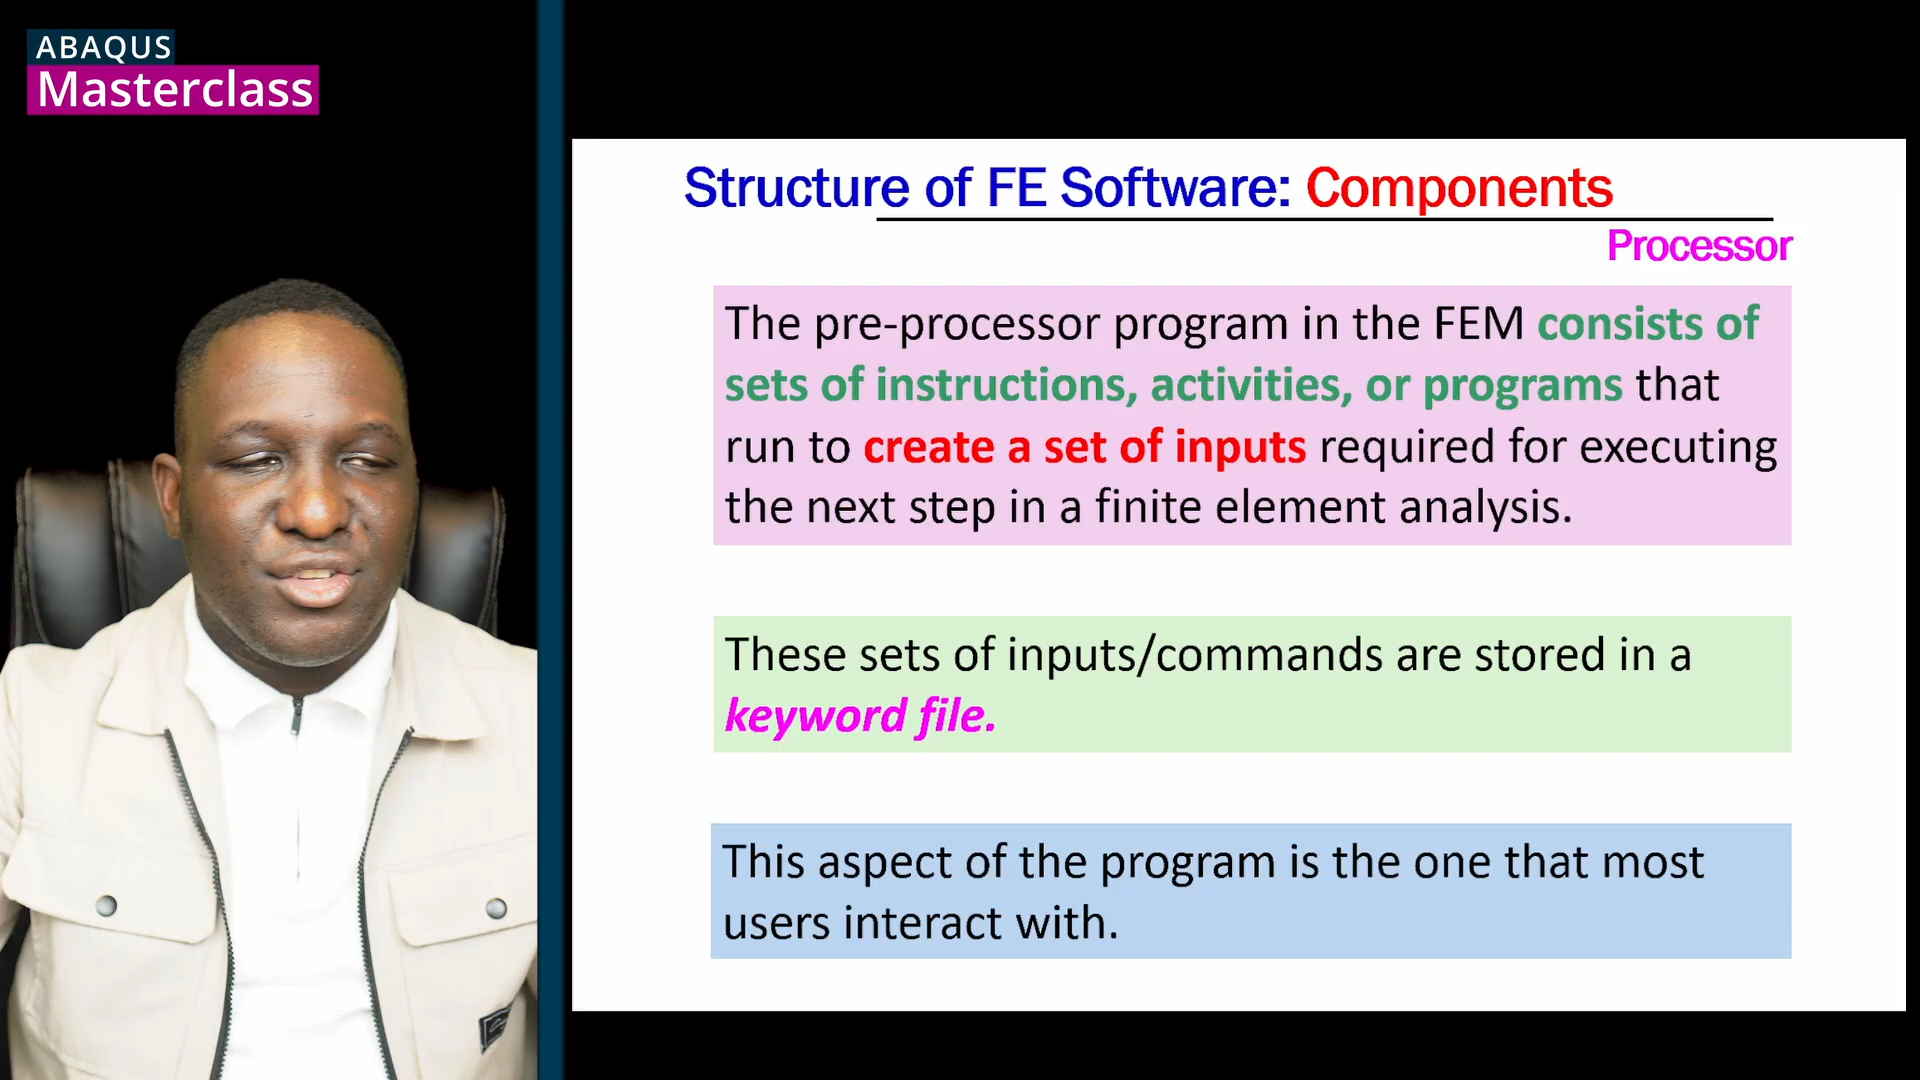 ABAQUS
Masterclass
Structure of FE Software: Components
Processor
The pre-processor program in the FEM consists of
sets of instructions, activities, or programs that
run to create a set of inputs required for executing
the next step in a finite element analysis.
These sets of inputs/commands are stored in a
keyword file.
This aspect of the program is the one that most
users interact with.